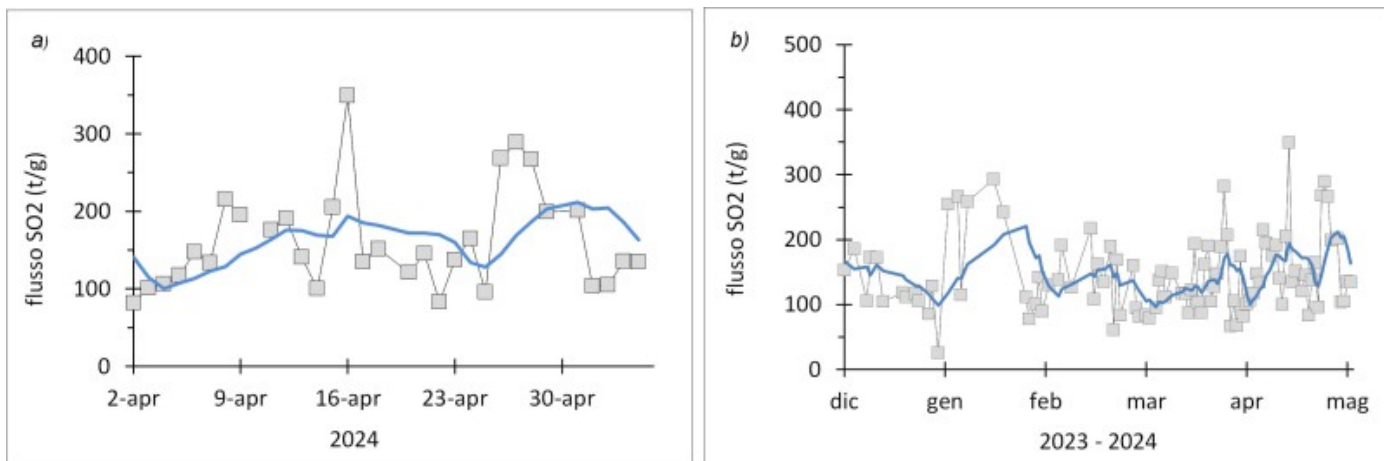 a)
flusso SO2 (t/g)
400
300
200
100
0
2-apr 9-apr 16-apr 23-apr 30-apr
2024
b)
flusso SO2 (t/g)
500
400
300
200
100
0
dic gen feb mar apr mag
2023 - 2024